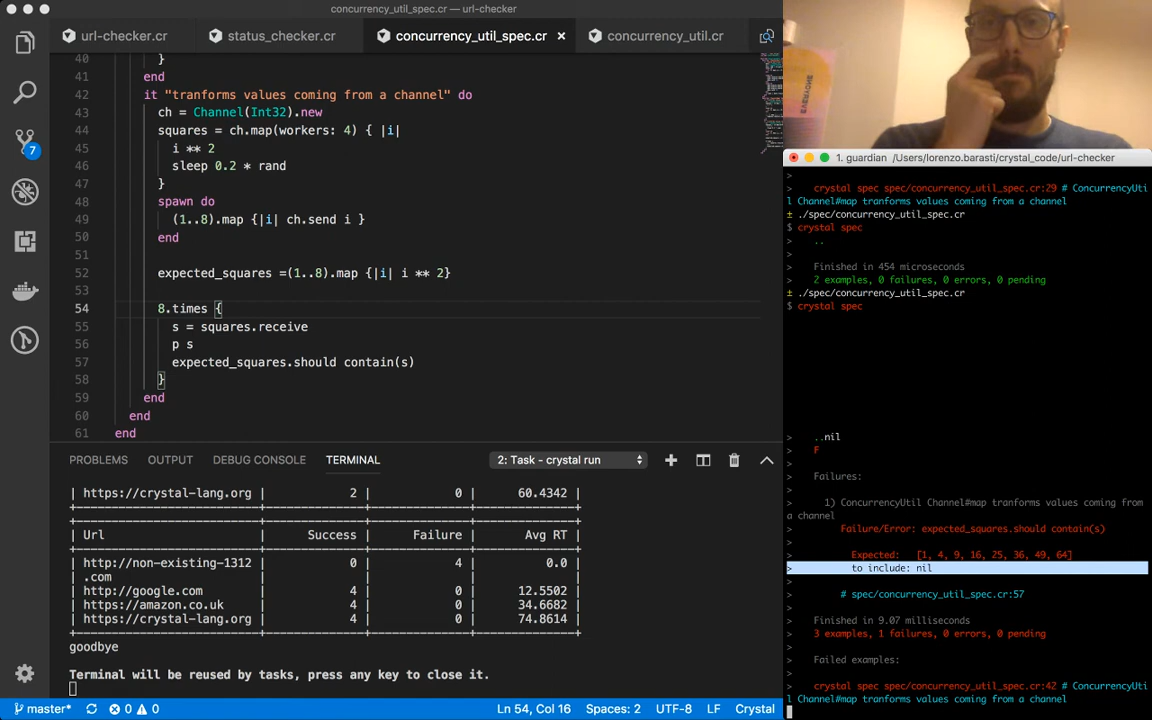 concurrency_util_spec.cr — url-checker
url-checker.cr
status_checker.cr
concurrency_util_spec.cr ×
concurrency_util.cr
40 }
41 end
42 it "tranforms values coming from a channel" do
43 ch = Channel(Int32).new
44 squares = ch.map(workers: 4) { |i|
45 i ** 2
46 sleep 0.2 * rand
47 }
48 spawn do
49 (1..8).map {|i| ch.send i }
50 end
51
52 expected_squares =(1..8).map {|i| i ** 2}
53
54 8.times {
55 s = squares.receive
56 p s
57 expected_squares.should contain(s)
58 }
59 end
60 end
61 end
7
PROBLEMS OUTPUT DEBUG CONSOLE TERMINAL
2: Task - crystal run
| https://crystal-lang.org | 2 | 0 | 60.4342 |
| Url | Success | Failure | Avg RT |
| http://non-existing-1312 | 0 | 4 | 0.0 |
| .com | | | |
| http://google.com | 4 | 0 | 12.5502 |
| https://amazon.co.uk | 4 | 0 | 34.6682 |
| https://crystal-lang.org | 4 | 0 | 74.8614 |
goodbye
Terminal will be reused by tasks, press any key to close it.
master* 0 0
Ln 54, Col 16 Spaces: 2 UTF-8 LF Crystal
EVERYONE
1. guardian /Users/lorenzo.barasti/crystal_code/url-checker
>
> crystal spec spec/concurrency_util_spec.cr:29 # ConcurrencyUti
l Channel#map tranforms values coming from a channel
± ./spec/concurrency_util_spec.cr
$ crystal spec
> ..
>
> Finished in 454 microseconds
> 2 examples, 0 failures, 0 errors, 0 pending
± ./spec/concurrency_util_spec.cr
$ crystal spec
> ..nil
> F
>
> Failures:
>
> 1) ConcurrencyUtil Channel#map tranforms values coming from
a channel
> Failure/Error: expected_squares.should contain(s)
>
> Expected: [1, 4, 9, 16, 25, 36, 49, 64]
> to include: nil
>
> # spec/concurrency_util_spec.cr:57
>
> Finished in 9.07 milliseconds
> 3 examples, 1 failures, 0 errors, 0 pending
>
> Failed examples:
>
> crystal spec spec/concurrency_util_spec.cr:42 # ConcurrencyUti
l Channel#map tranforms values coming from a channel